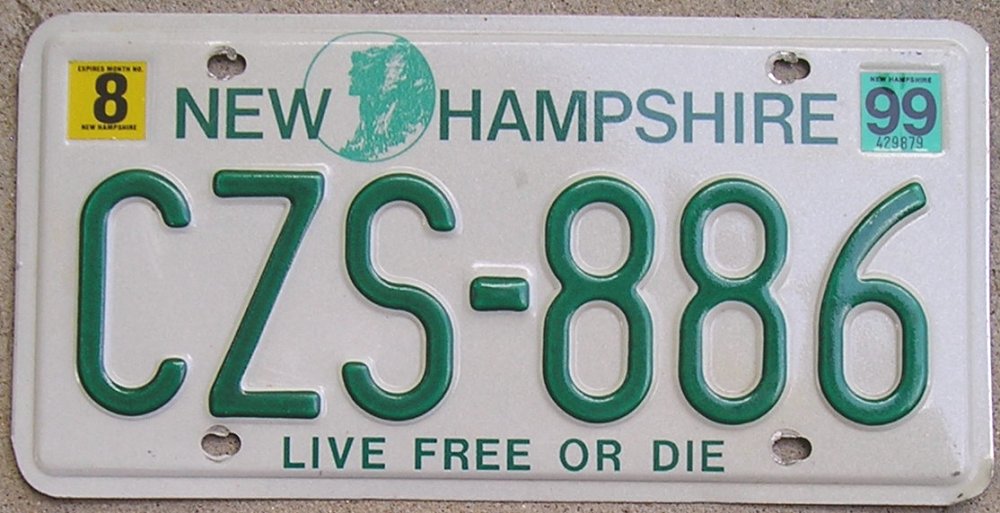 EXPIRES MONTH NO.
8
NEW HAMPSHIRE
NEW HAMPSHIRE
NEW HAMPSHIRE
99
429879
CZS-886
LIVE FREE OR DIE